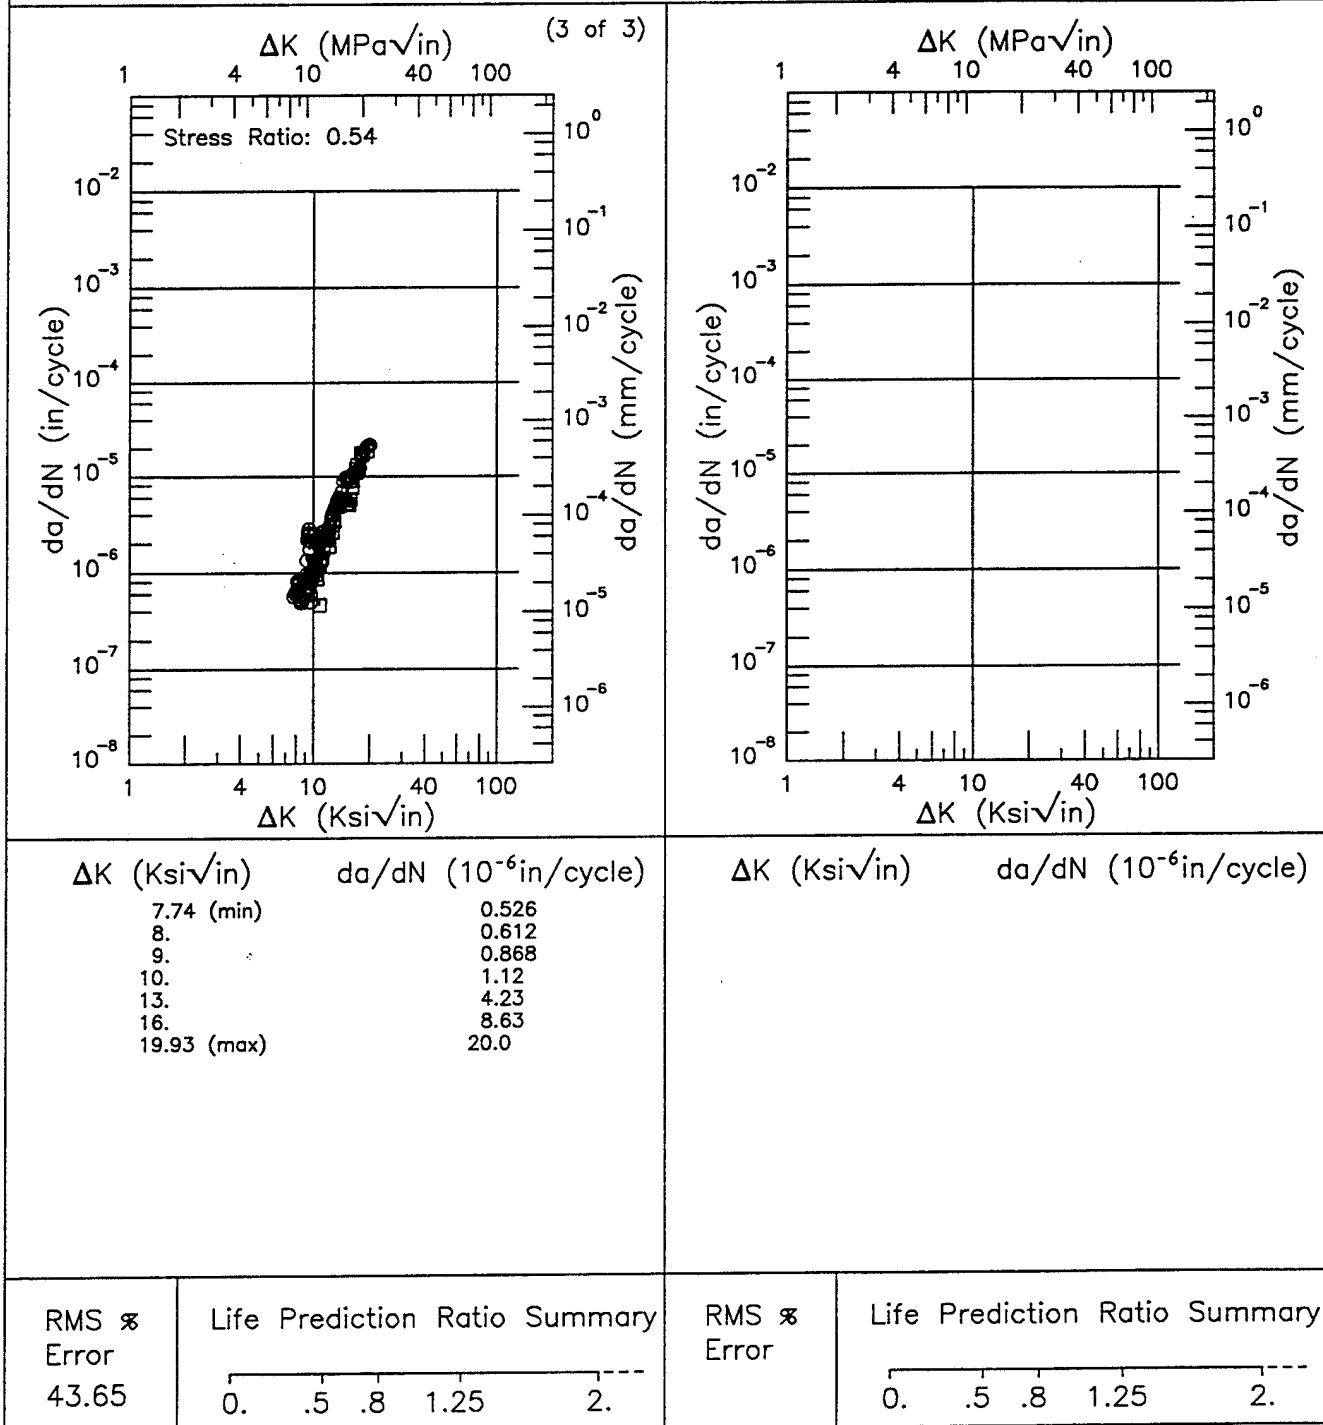 (3 of 3)
ΔK (MPa√in)
1 4 10 40 100
Stress Ratio: 0.54
da/dN (in/cycle)
10⁻²
10⁻³
10⁻⁴
10⁻⁵
10⁻⁶
10⁻⁷
10⁻⁸
10⁰
10⁻¹
10⁻²
10⁻³
10⁻⁴
10⁻⁵
10⁻⁶
da/dN (mm/cycle)
1 4 10 40 100
ΔK (Ksi√in)
ΔK (MPa√in)
1 4 10 40 100
da/dN (in/cycle)
10⁻²
10⁻³
10⁻⁴
10⁻⁵
10⁻⁶
10⁻⁷
10⁻⁸
10⁰
10⁻¹
10⁻²
10⁻³
10⁻⁴
10⁻⁵
10⁻⁶
da/dN (mm/cycle)
1 4 10 40 100
ΔK (Ksi√in)
ΔK (Ksi√in) da/dN (10⁻⁶in/cycle)
7.74 (min) 0.526
8. 0.612
9. 0.868
10. 1.12
13. 4.23
16. 8.63
19.93 (max) 20.0
ΔK (Ksi√in) da/dN (10⁻⁶in/cycle)
RMS %
Error
43.65
Life Prediction Ratio Summary
0. .5 .8 1.25 2.
RMS %
Error
Life Prediction Ratio Summary
0. .5 .8 1.25 2.